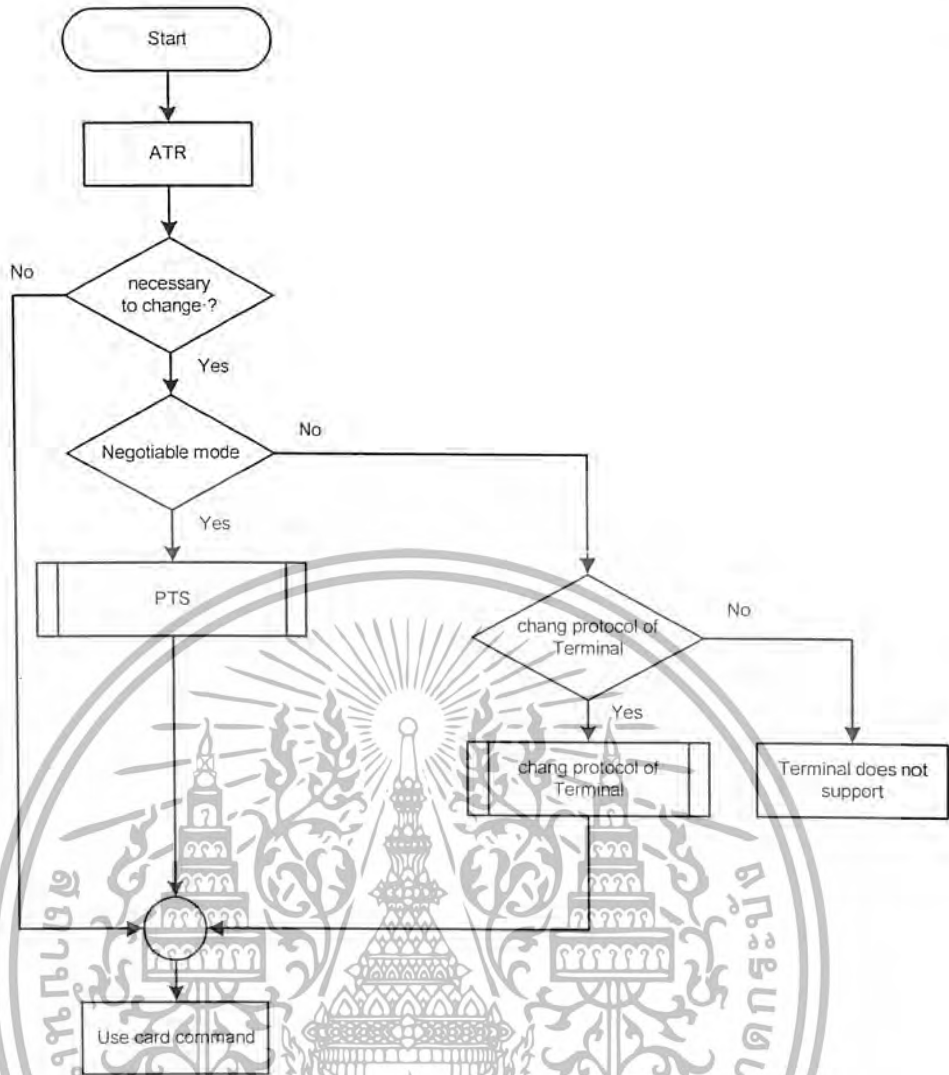 Start
ATR
No
necessary
to change ?
Yes
Negotiable mode
No
Yes
PTS
chang protocol of
Terminal
No
Yes
chang protocol of
Terminal
Terminal does not
support
Use card command